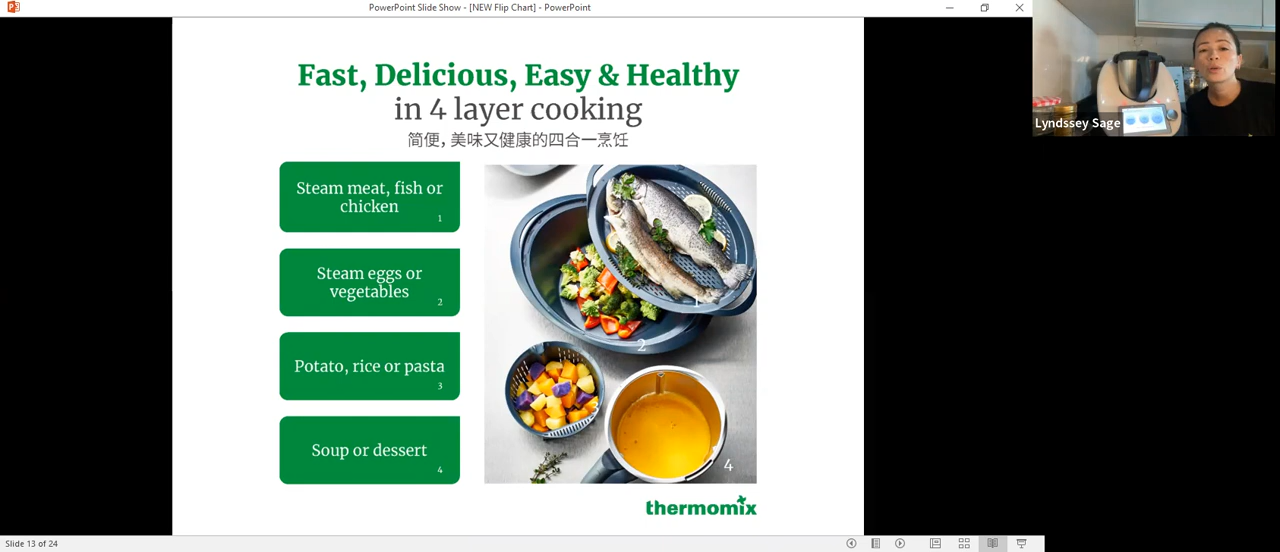 PowerPoint Slide Show - [NEW Flip Chart] - PowerPoint
Fast, Delicious, Easy & Healthy
in 4 layer cooking
简便，美味又健康的四合一烹饪
Steam meat, fish or
chicken
1
Steam eggs or
vegetables
2
Potato, rice or pasta
3
Soup or dessert
4
1
2
4
thermomix
Lyndssey Sage
Slide 13 of 24